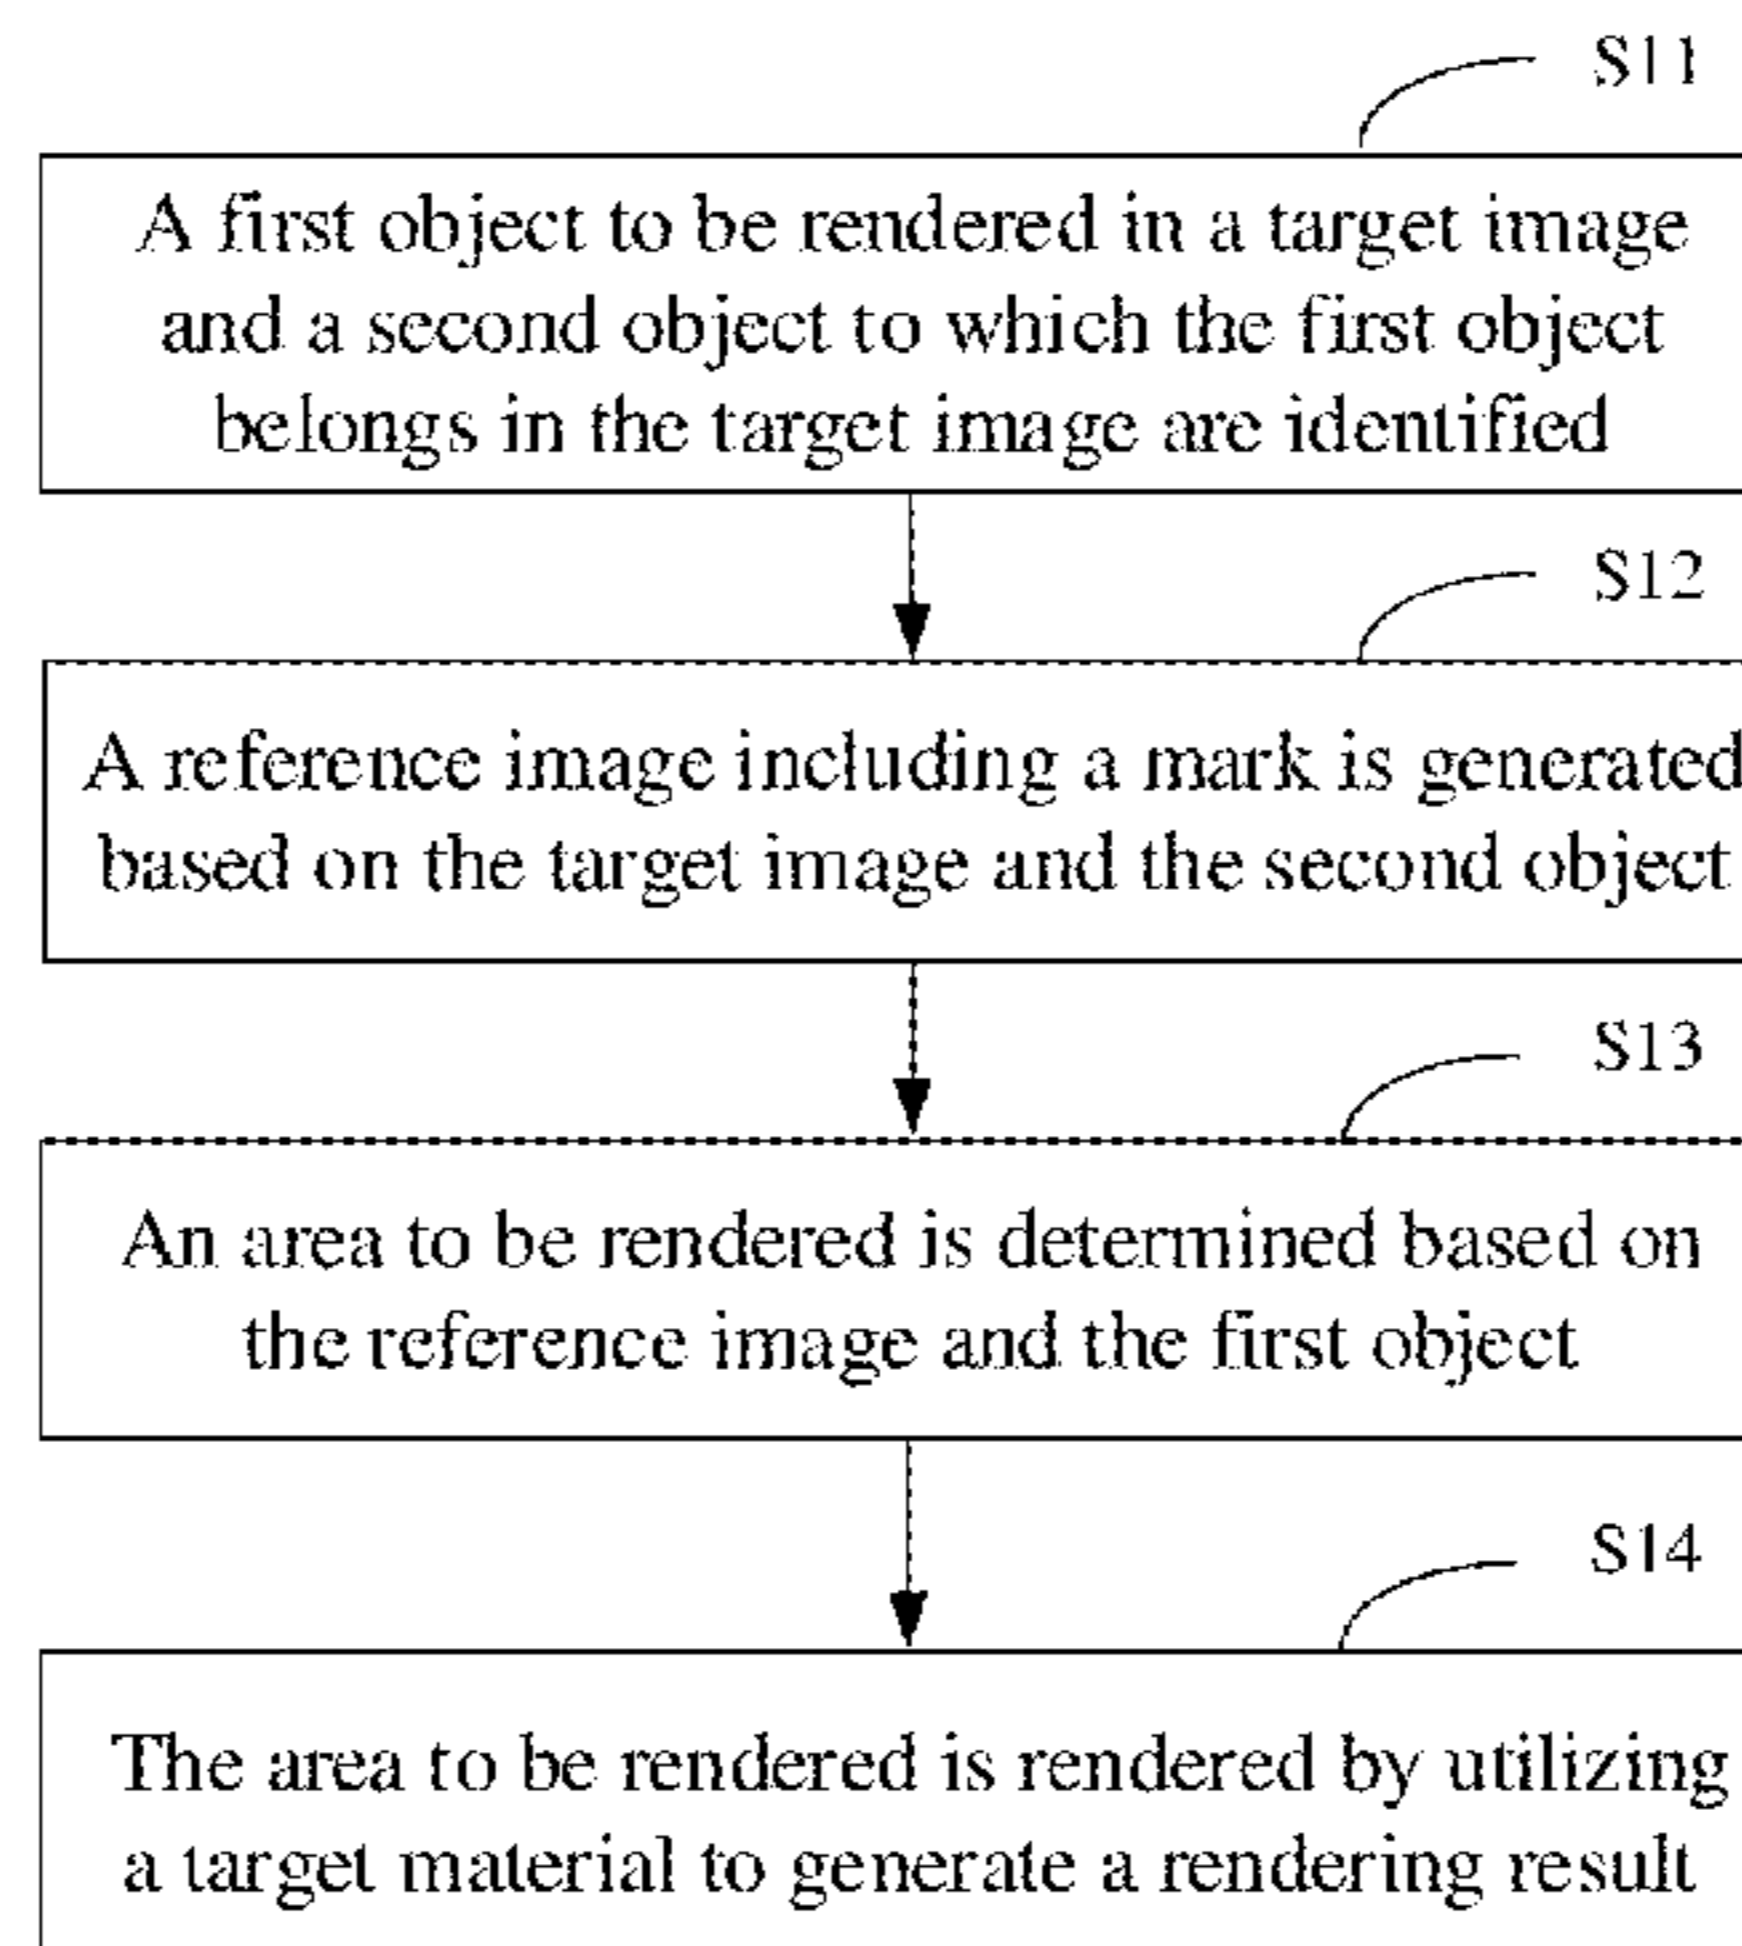 S11
A first object to be rendered in a target image
and a second object to which the first object
belongs in the target image are identified
S12
A reference image including a mark is generated
based on the target image and the second object
S13
An area to be rendered is determined based on
the reference image and the first object
S14
The area to be rendered is rendered by utilizing
a target material to generate a rendering result